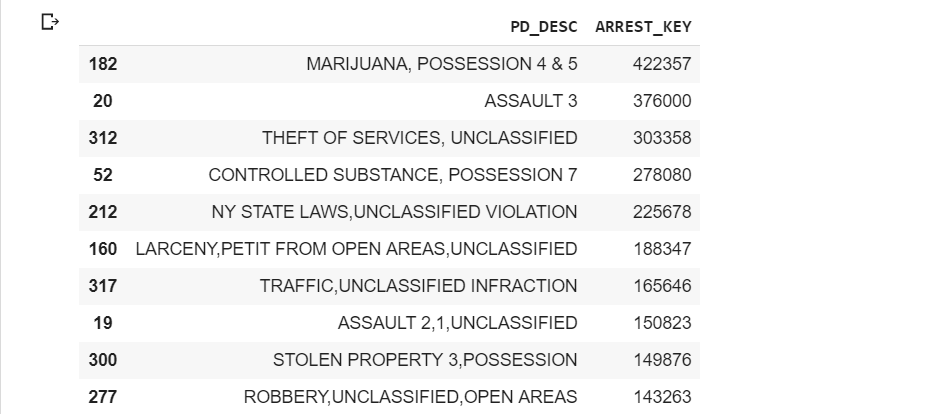 PD_DESC ARREST_KEY
182 MARIJUANA, POSSESSION 4 & 5 422357
20 ASSAULT 3 376000
312 THEFT OF SERVICES, UNCLASSIFIED 303358
52 CONTROLLED SUBSTANCE, POSSESSION 7 278080
212 NY STATE LAWS,UNCLASSIFIED VIOLATION 225678
160 LARCENY,PETIT FROM OPEN AREAS,UNCLASSIFIED 188347
317 TRAFFIC,UNCLASSIFIED INFRACTION 165646
19 ASSAULT 2,1,UNCLASSIFIED 150823
300 STOLEN PROPERTY 3,POSSESSION 149876
277 ROBBERY,UNCLASSIFIED,OPEN AREAS 143263